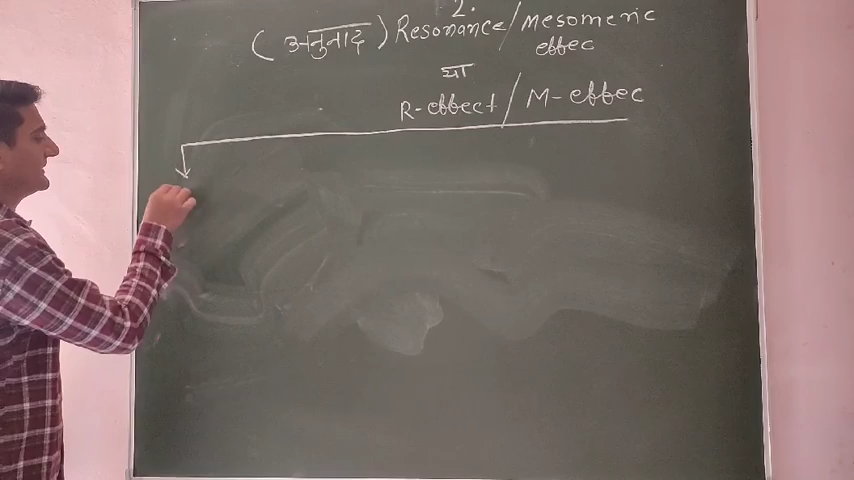 2.
(अनुनाद) Resonance/Mesomeric
effec
या
R-effect/M-effec